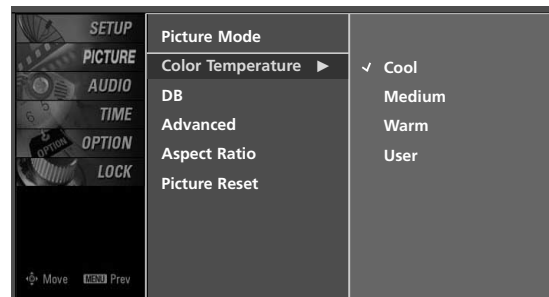 SETUP
PICTURE
AUDIO
TIME
OPTION
LOCK
Move MENU Prev
Picture Mode
Color Temperature ▶
DB
Advanced
Aspect Ratio
Picture Reset
✓ Cool
Medium
Warm
User